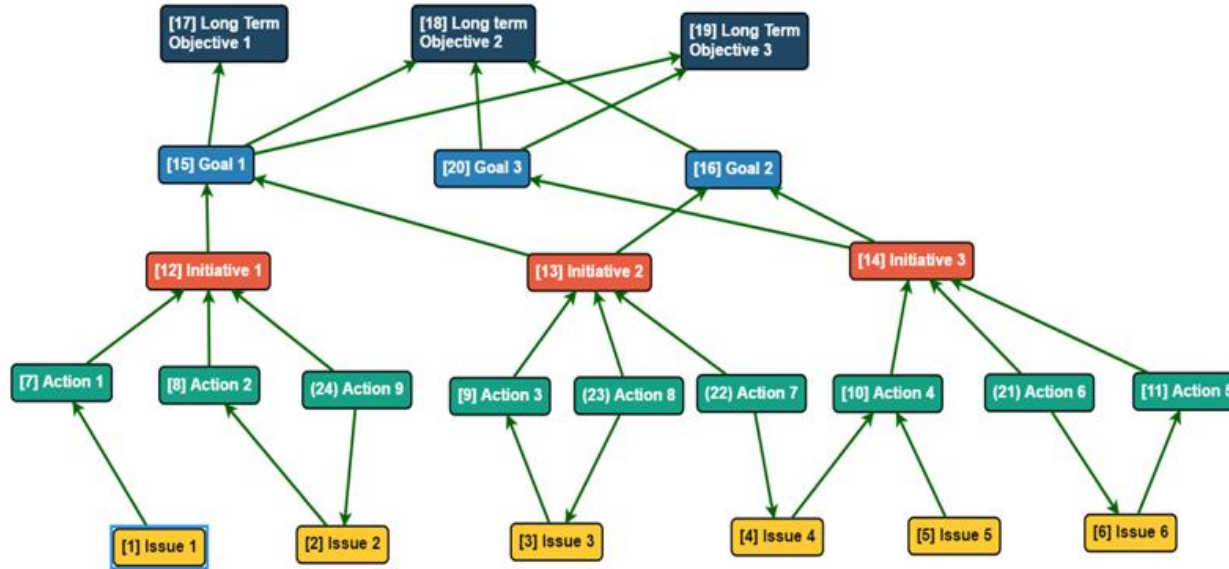 [17] Long Term
Objective 1
[18] Long term
Objective 2
[19] Long Term
Objective 3
[15] Goal 1
[20] Goal 3
[16] Goal 2
[12] Initiative 1
[13] Initiative 2
[14] Initiative 3
[7] Action 1
[8] Action 2
(24) Action 9
[9] Action 3
(23) Action 8
(22) Action 7
[10] Action 4
(21) Action 6
[11] Action 5
[1] Issue 1
[2] Issue 2
[3] Issue 3
[4] Issue 4
[5] Issue 5
[6] Issue 6